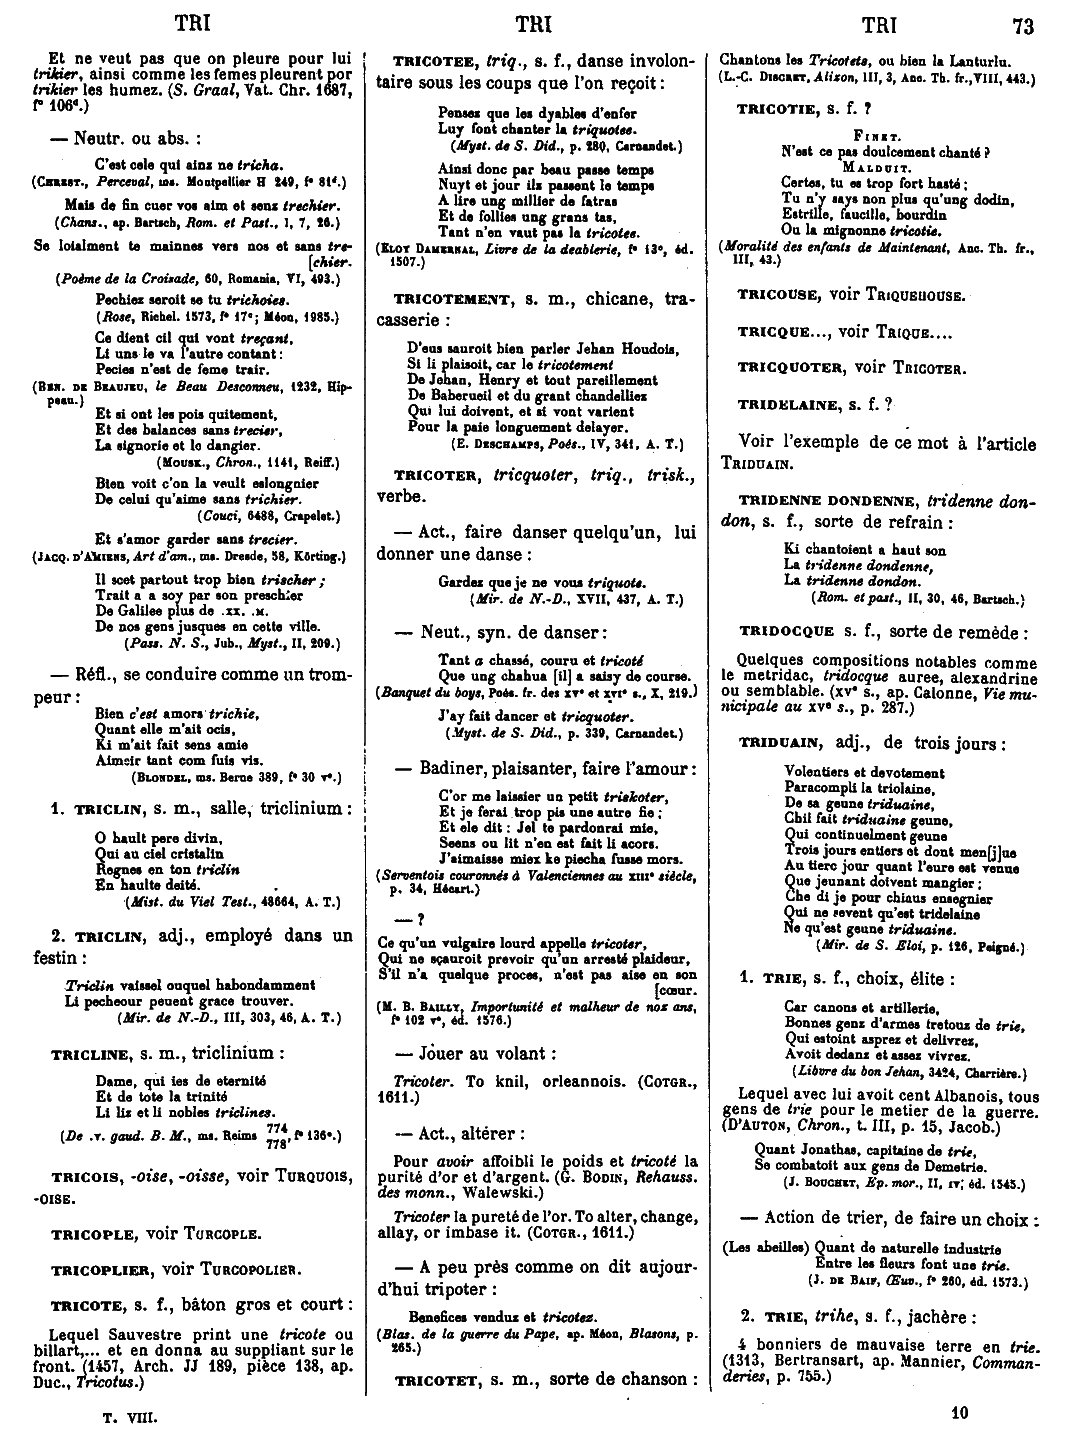 TRI
TRI
TRI
73
Et ne veut pas que on pleure pour lui
trikier, ainsi comme les femes pleurent por
trikier les humez. (S. Graal, Vat. Chr. 1687,
f° 106ᵈ.)
— Neutr. ou abs. :
C'est cele qui ainz ne tricha.
(CHREST., Perceval, ms. Montpellier H 249, f° 81ᵈ.)
Mais de fin cuer vos aim et senz trechier.
(Chans., ap. Bartsch, Rom. et Past., 1, 7, 26.)
Se loialment te mainnes vers nos et sans tre-
[chier.
(Poème de la Croisade, 60, Romania, VI, 493.)
Pechiez seroit se tu trichoies.
(Rose, Richel. 1573, f° 17ᶜ; Méon, 1985.)
Ce dient cil qui vont treçant,
Li uns le va l'autre contant :
Pecies n'est de feme trair.
(BEN. DE BEAUJEU, le Beau Desconneu, 1232, Hip-
peau.)
Et si ont les pois quitement,
Et des balances sans trecier,
La signorie et lo dangier.
(MOUSK., Chron., 1141, Reiff.)
Bien voit c'on la veult eslongnier
De celui qu'aime sans trichier.
(Couci, 6488, Crapelet.)
Et s'amor garder sans trecier.
(JACQ. D'AMIENS, Art d'am., ms. Dresde, 58, Körting.)
Il scet partout trop bien trischer ;
Trait a a soy par son preschier
De Galilee plus de .xx. .M.
De nos gens jusques en cette ville.
(Pass. N. S., Jub., Myst., II, 209.)
— Réfl., se conduire comme un trom-
peur :
Bien c'est amors trichie,
Quant elle m'ait ocis,
Ki m'ait fait sens amie
Aimeir tant com fuis vis.
(BLONDEL, ms. Berne 389, f° 30 v°.)
1. TRICLIN, s. m., salle, triclinium :
O hault pere divin,
Qui au ciel cristalin
Regnes en ton triclin
En haulte deité.
(Mist. du Viel Test., 48664, A. T.)
2. TRICLIN, adj., employé dans un
festin :
Triclin vaissel ouquel habondamment
Li pecheour peuent grace trouver.
(Mir. de N.-D., III, 303, 46, A. T.)
TRICLINE, s. m., triclinium :
Dame, qui ies de eternité
Et de tote la trinité
Li liz et li nobles triclines.
(De .v. gaud. B. M., ms. Reims 774/778, f° 136ᵉ.)
TRICOIS, -oise, -oisse, voir TURQUOIS,
-OISE.
TRICOPLE, voir TURCOPLE.
TRICOPLIER, voir TURCOPOLIER.
TRICOTE, s. f., bâton gros et court :
Lequel Sauvestre print une tricote ou
billart,... et en donna au suppliant sur le
front. (1457, Arch. JJ 189, pièce 138, ap.
Duc., Tricotus.)
T. VIII.
TRICOTEE, triq., s. f., danse involon-
taire sous les coups que l'on reçoit :
Pensez que les dyables d'enfer
Luy font chanter la triquotee.
(Myst. de S. Did., p. 280, Carnandet.)
Ainsi donc par beau passe temps
Nuyt et jour ilz passent le temps
A lire ung millier de fatras
Et de follies ung grans tas,
Tant n'en vaut pas la tricotee.
(ELOY DAMERNAL, Livre de la deablerie, f° 13ᵃ, éd.
1507.)
TRICOTEMENT, s. m., chicane, tra-
casserie :
D'eus sauroit bien parler Jehan Houdois,
Si li plaisoit, car le tricotement
De Jehan, Henry et tout pareillement
De Baberueil et du grant chandelliez
Qui lui doivent, et si vont varient
Pour la paie longuement delayer.
(E. DESCHAMPS, Poés., IV, 341, A. T.)
TRICOTER, tricquoter, triq., trisk.,
verbe.
— Act., faire danser quelqu'un, lui
donner une danse :
Gardez que je ne vous triquote.
(Mir. de N.-D., XVII, 437, A. T.)
— Neut., syn. de danser :
Tant a chassé, couru et tricoté
Que ung chahua [il] a saisy de course.
(Banquet du boys, Poés. fr. des xvᵉ et xvıᵉ s., X, 219.)
J'ay fait dancer et tricquoter.
(Myst. de S. Did., p. 339, Carnandet.)
— Badiner, plaisanter, faire l'amour :
C'or me laissier un petit triskoter,
Et je ferai trop pis une autre fie ;
Et ele dit : Jel te pardonrai mie,
Seens ou lit n'en est fait li acors.
J'aimaisse miex ke piecha fusse mors.
(Serventois couronnés à Valenciennes au xıııᵉ siècle,
p. 34, Hécart.)
— ?
Ce qu'un vulgaire lourd appelle tricoter,
Qui ne sçauroit prevoir qu'un arresté plaideur,
S'il n'a quelque proces, n'est pas aise en son
[cœur.
(M. B. BAILLY, Importunité et malheur de noz ans,
f° 102 v°, éd. 1576.)
— Jouer au volant :
Tricoter. To knil, orleannois. (COTGR.,
1611.)
— Act., altérer :
Pour avoir affoibli le poids et tricoté la
purité d'or et d'argent. (G. BODIN, Rehauss.
des monn., Walewski.)
Tricoter la pureté de l'or. To alter, change,
allay, or imbase it. (COTGR., 1611.)
— A peu près comme on dit aujour-
d'hui tripoter :
Benefices vendus et tricotez.
(Blas. de la guerre du Pape, ap. Méon, Blasons, p.
265.)
TRICOTET, s. m., sorte de chanson :
Chantons les Tricotets, ou bien la Lanturlu.
(L.-C. DISCRET, Alizon, III, 3, Anc. Th. fr., VIII, 443.)
TRICOTIE, s. f. ?
FINET.
N'est ce pas doulcement chanté ?
MALDUIT.
Certes, tu es trop fort hasté ;
Tu n'y says non plus qu'ung dodin,
Estrille, faucille, bourdin
Ou la mignonne tricotie.
(Moralité des enfants de Maintenant, Anc. Th. fr.,
III, 43.)
TRICOUSE, voir TRIQUEHOUSE.
TRICQUE..., voir TRIQUE....
TRICQUOTER, voir TRICOTER.
TRIDELAINE, s. f. ?
Voir l'exemple de ce mot à l'article
TRIDUAIN.
TRIDENNE DONDENNE, tridenne don-
don, s. f., sorte de refrain :
Ki chantoient a haut son
La tridenne dondenne,
La tridenne dondon.
(Rom. et past., II, 30, 46, Bartsch.)
TRIDOCQUE s. f., sorte de remède :
Quelques compositions notables comme
le metridac, tridocque auree, alexandrine
ou semblable. (xvᵉ s., ap. Calonne, Vie mu-
nicipale au xvᵉ s., p. 287.)
TRIDUAIN, adj., de trois jours :
Volentiers et devotement
Paracompli la triolaine,
De sa geune triduaine,
Chil fait triduaine geune,
Qui continuelment geune
Trois jours entiers et dont men[j]ue
Au tierc jour quant l'eure est venue
Que jeunant doivent mangier ;
Che di je pour chiaus ensegnier
Qui ne sevent qu'est tridelaine
Ne qu'est geune triduaine.
(Mir. de S. Eloi, p. 126, Peigné.)
1. TRIE, s. f., choix, élite :
Car canons et artillerie,
Bonnes genz d'armes tretouz de trie,
Qui estoint asprez et delivrez,
Avoit dedanz et assez vivrez.
(Libvre du bon Jehan, 3424, Charrière.)
Lequel avec lui avoit cent Albanois, tous
gens de trie pour le metier de la guerre.
(D'AUTON, Chron., t. III, p. 15, Jacob.)
Quant Jonathas, capitaine de trie,
Se combatoit aux gens de Demetrie.
(J. BOUCHET, Ep. mor., II, IV, éd. 1545.)
— Action de trier, de faire un choix :
(Les abeilles) Quant de naturelle industrie
Entre les fleurs font une trie.
(J. DE BAIF, Œuv., f° 260, éd. 1573.)
2. TRIE, trihe, s. f., jachère :
4 bonniers de mauvaise terre en trie.
(1313, Bertransart, ap. Mannier, Comman-
deries, p. 755.)
10